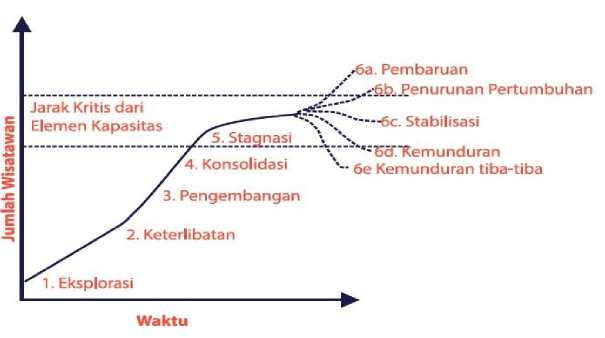 6a. Pembaruan
6b. Penurunan Pertumbuhan
Jarak Kritis dari
Elemen Kapasitas
6c. Stabilisasi
5. Stagnasi
6d. Kemunduran
4. Konsolidasi
6e Kemunduran tiba-tiba
3. Pengembangan
2. Keterlibatan
1. Eksplorasi
Jumlah Wisatawan
Waktu